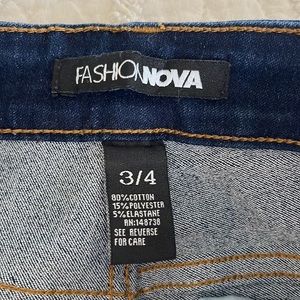 FASHIONNOVA
3/4
80% COTTON
15% POLYESTER
5% ELASTANE
RN:148738
SEE REVERSE
FOR CARE